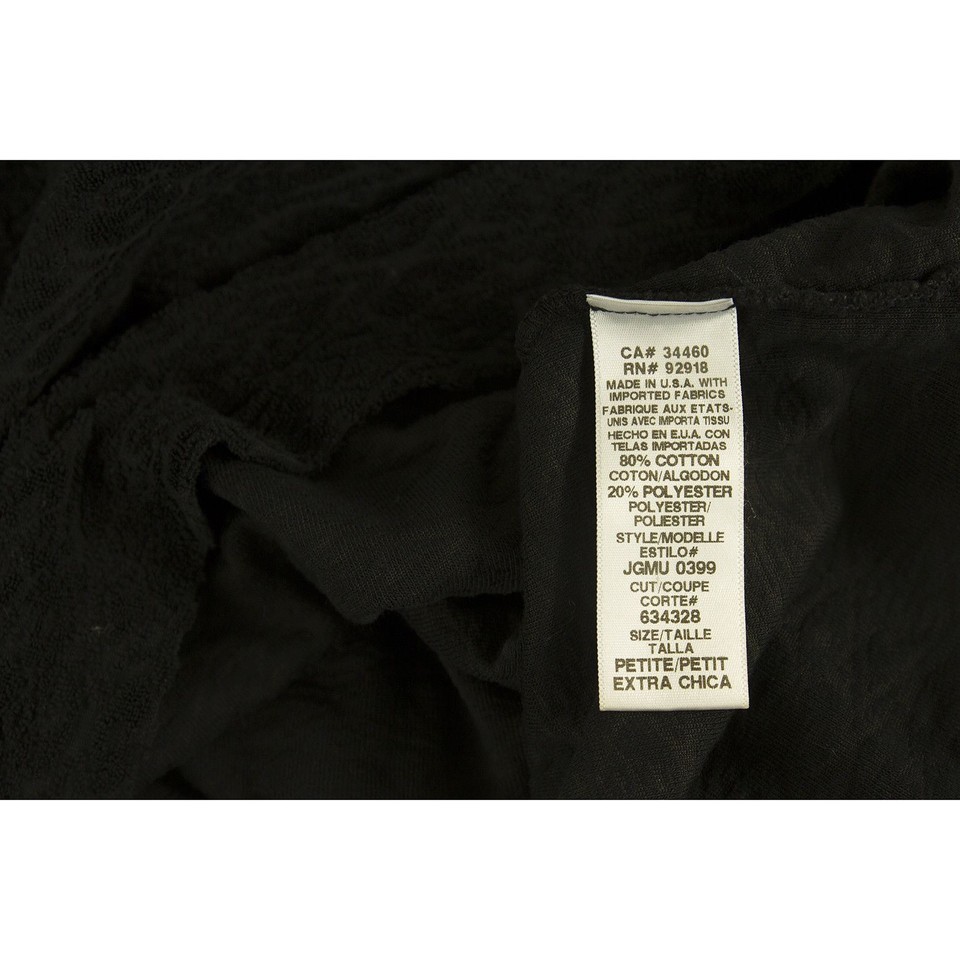 CA# 34460
RN# 92918
MADE IN U.S.A. WITH
IMPORTED FABRICS
FABRIQUE AUX ETATS-
UNIS AVEC IMPORTA TISSU
HECHO EN E.U.A. CON
TELAS IMPORTADAS
80% COTTON
COTON/ALGODON
20% POLYESTER
POLYESTER/
POLIESTER
STYLE/MODELLE
ESTILO#
JGMU 0399
CUT/COUPE
CORTE#
634328
SIZE/TAILLE
TALLA
PETITE/PETIT
EXTRA CHICA